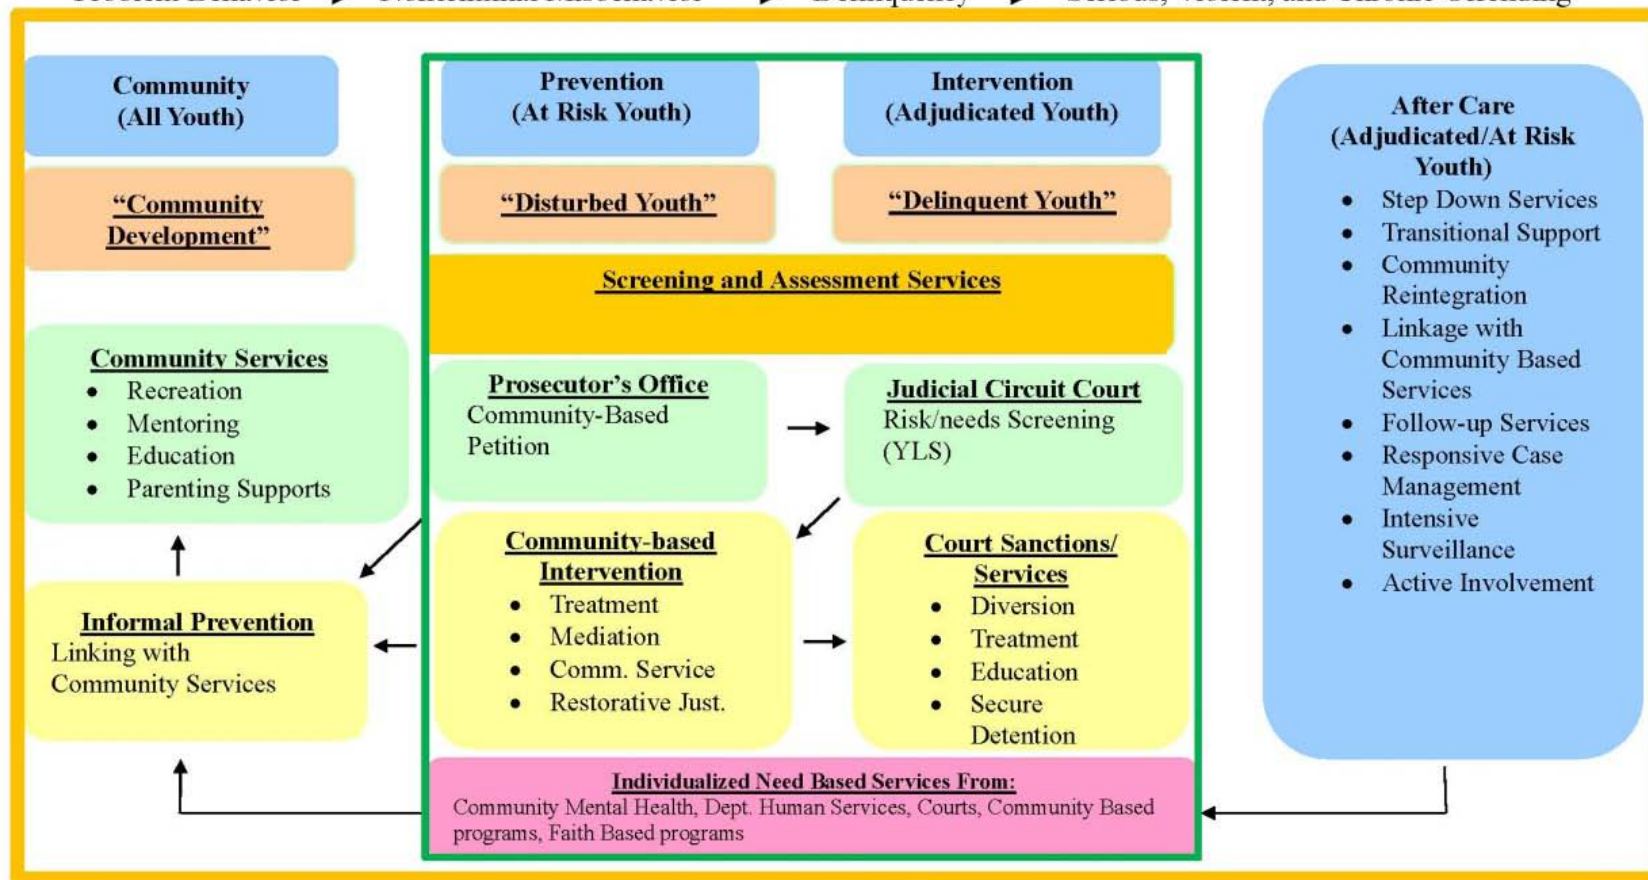 Community
(All Youth)
"Community
Development"
Community Services
• Recreation
• Mentoring
• Education
• Parenting Supports
Informal Prevention
Linking with
Community Services
Prevention
(At Risk Youth)
"Disturbed Youth"
Intervention
(Adjudicated Youth)
"Delinquent Youth"
Screening and Assessment Services
Prosecutor's Office
Community-Based
Petition
Judicial Circuit Court
Risk/needs Screening
(YLS)
Community-based
Intervention
• Treatment
• Mediation
• Comm. Service
• Restorative Just.
Court Sanctions/
Services
• Diversion
• Treatment
• Education
• Secure
Detention
Individualized Need Based Services From:
Community Mental Health, Dept. Human Services, Courts, Community Based
programs, Faith Based programs
After Care
(Adjudicated/At Risk
Youth)
• Step Down Services
• Transitional Support
• Community
Reintegration
• Linkage with
Community Based
Services
• Follow-up Services
• Responsive Case
Management
• Intensive
Surveillance
• Active Involvement